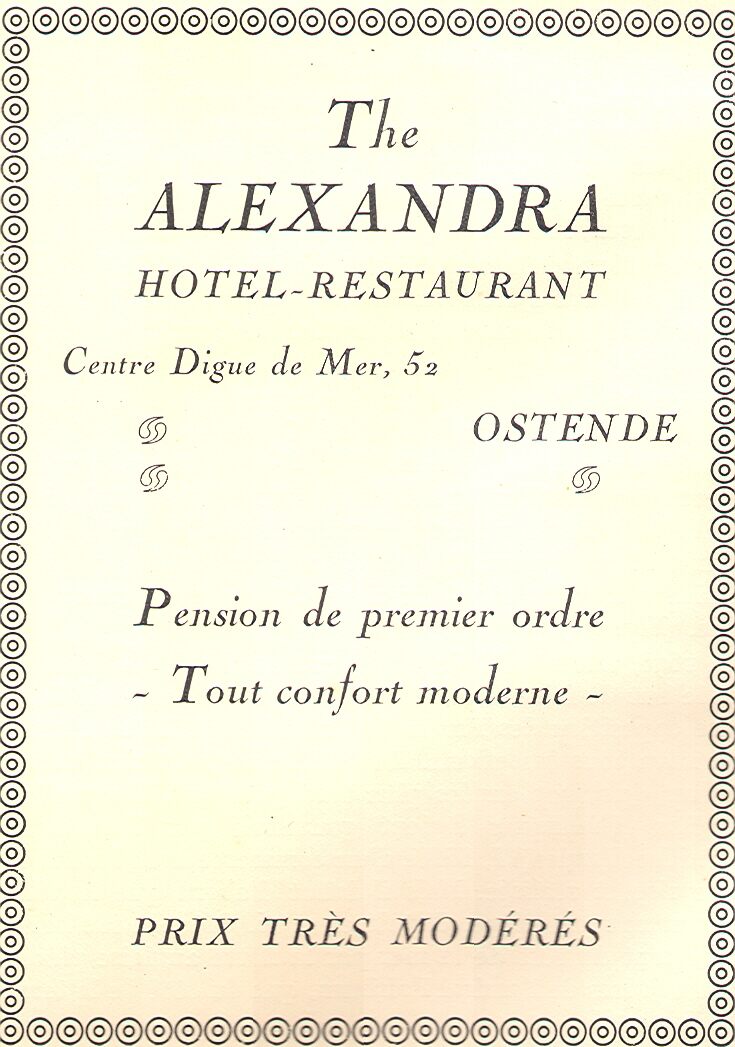 The
ALEXANDRA
HOTEL-RESTAURANT
Centre Digue de Mer, 52
OSTENDE
Pension de premier ordre
~ Tout confort moderne ~
PRIX TRÈS MODÉRÉS